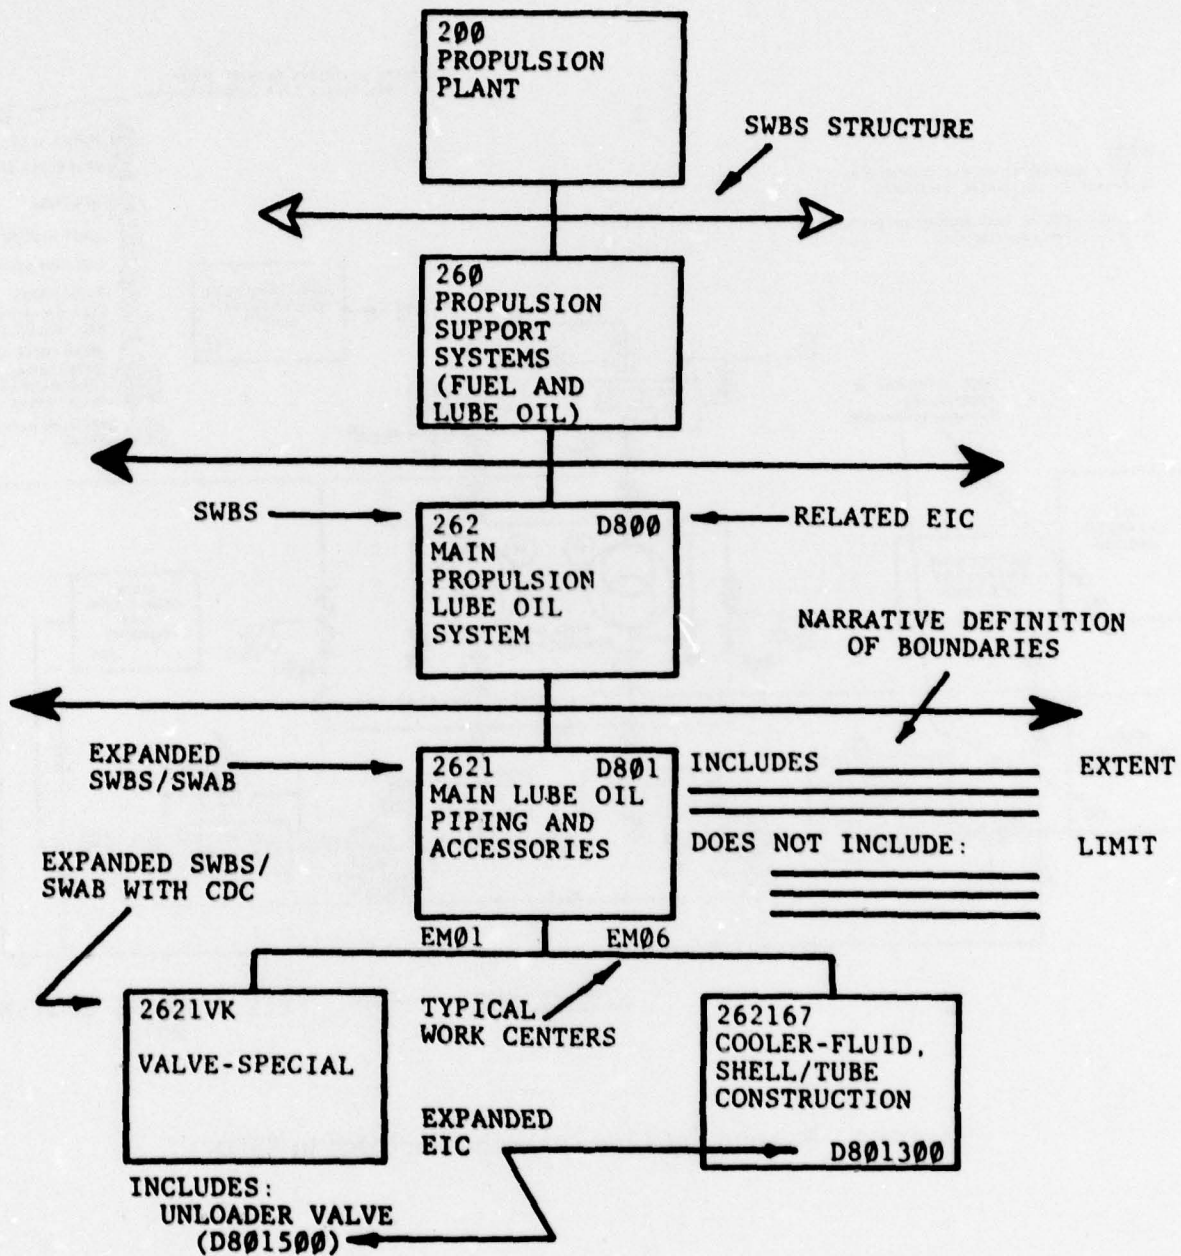 200
PROPULSION
PLANT
SWBS STRUCTURE
260
PROPULSION
SUPPORT
SYSTEMS
(FUEL AND
LUBE OIL)
SWBS
262 D800
MAIN
PROPULSION
LUBE OIL
SYSTEM
RELATED EIC
NARRATIVE DEFINITION
OF BOUNDARIES
EXPANDED
SWBS/SWAB
2621 D801
MAIN LUBE OIL
PIPING AND
ACCESSORIES
INCLUDES
EXTENT
DOES NOT INCLUDE:
LIMIT
EXPANDED SWBS/
SWAB WITH CDC
EM01 EM06
2621VK
VALVE-SPECIAL
TYPICAL
WORK CENTERS
262167
COOLER-FLUID,
SHELL/TUBE
CONSTRUCTION
D801300
EXPANDED
EIC
INCLUDES:
UNLOADER VALVE
(D801500)